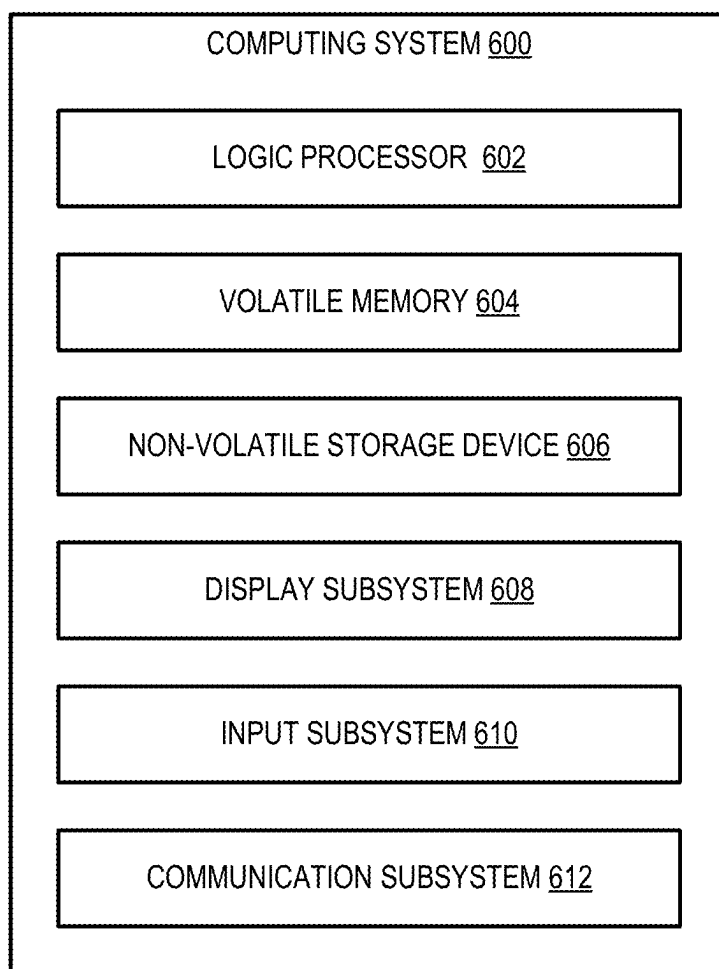 COMPUTING SYSTEM 600
LOGIC PROCESSOR 602
VOLATILE MEMORY 604
NON-VOLATILE STORAGE DEVICE 606
DISPLAY SUBSYSTEM 608
INPUT SUBSYSTEM 610
COMMUNICATION SUBSYSTEM 612